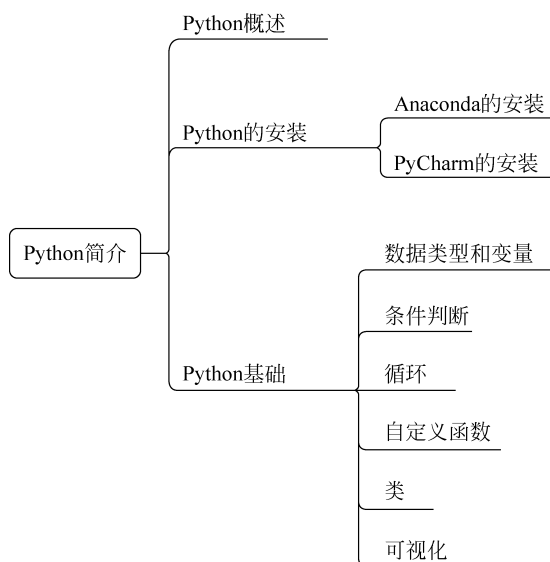 Python概述
Python的安装
Anaconda的安装
PyCharm的安装
Python简介
Python基础
数据类型和变量
条件判断
循环
自定义函数
类
可视化